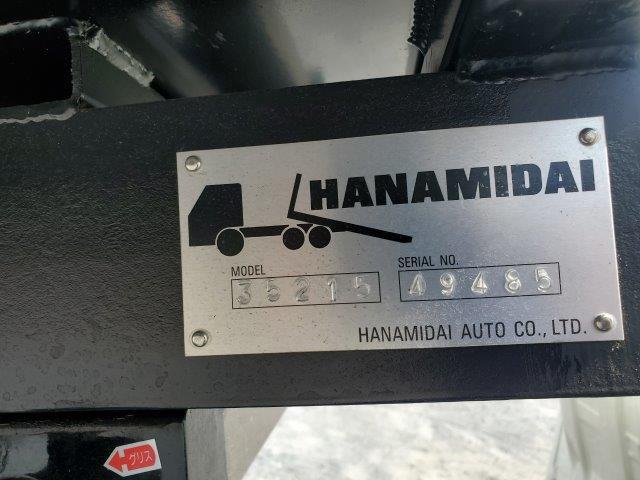 HANAMIDAI
MODEL
35215
SERIAL NO.
49485
HANAMIDAI AUTO CO., LTD.
グリス